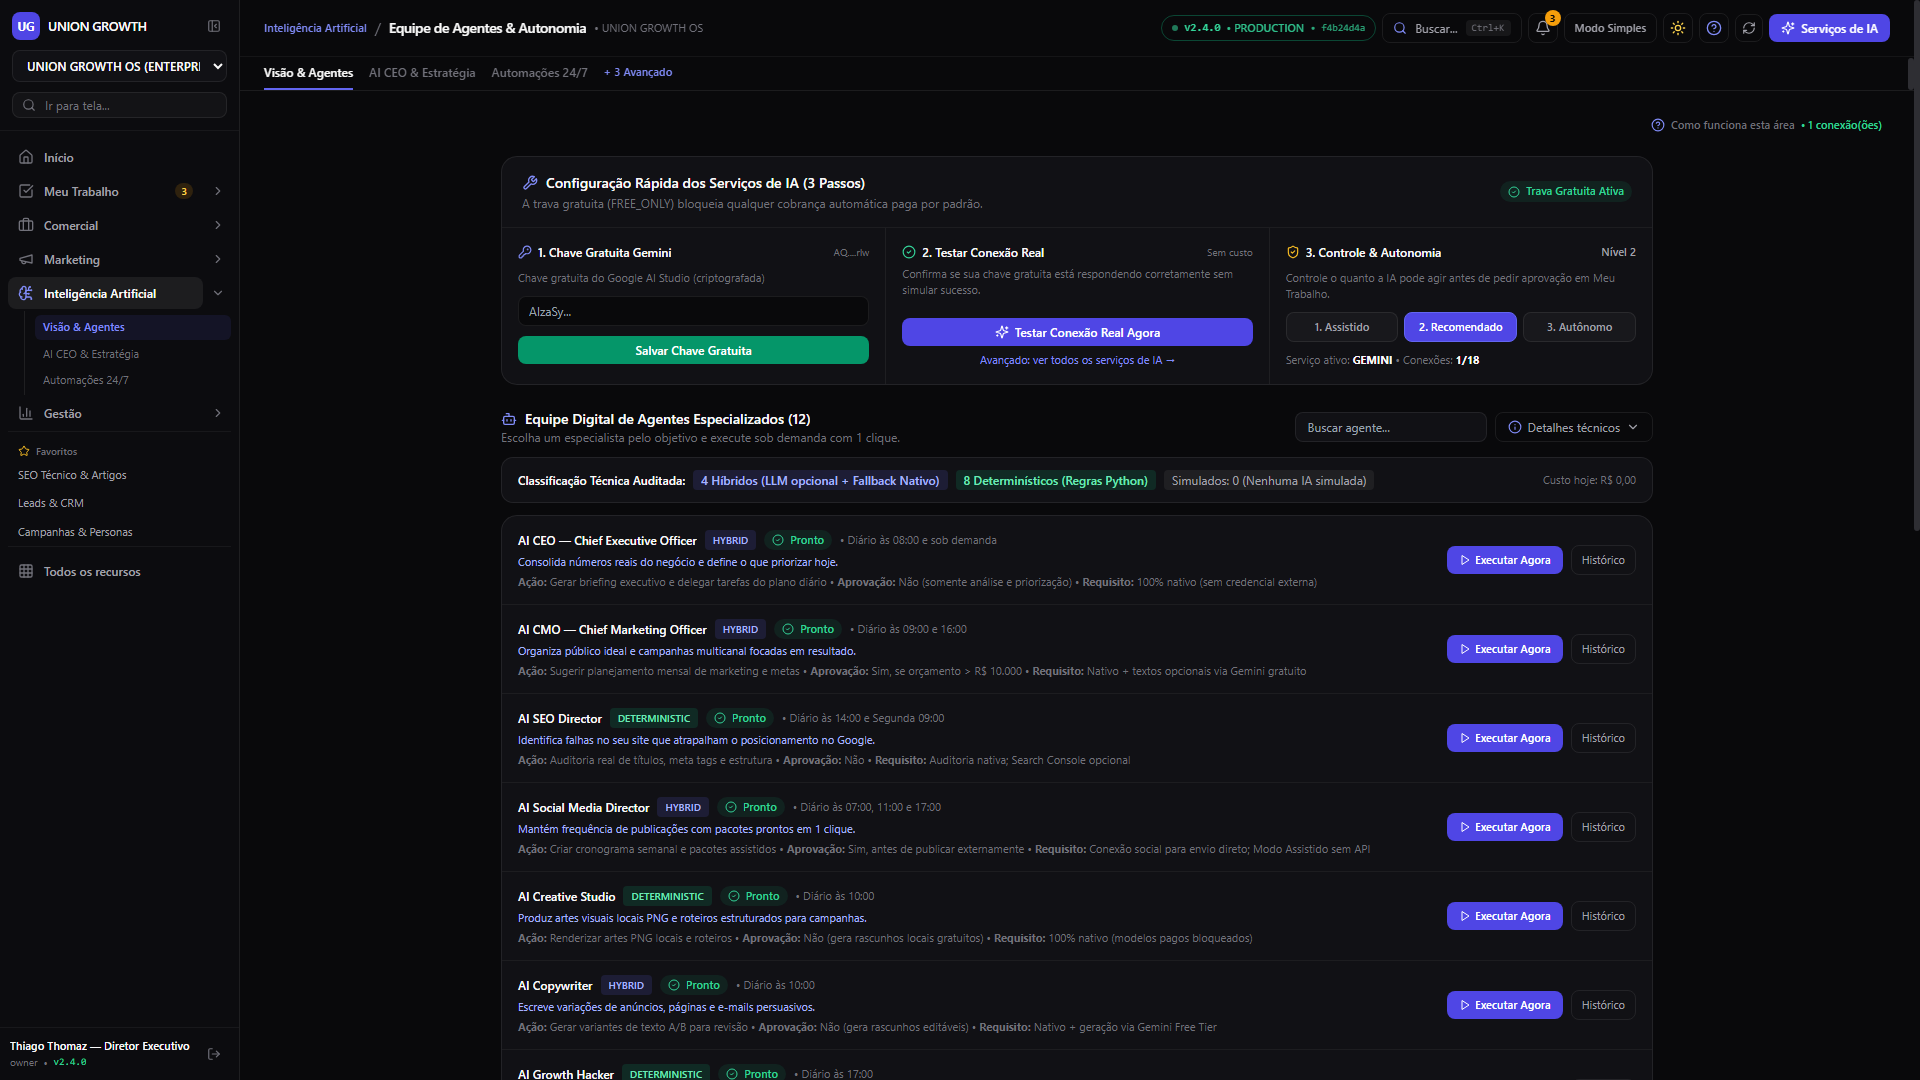 UG UNION GROWTH
UNION GROWTH OS (ENTERPRI
Ir para tela...
Início
Meu Trabalho 3
Comercial
Marketing
Inteligência Artificial
Visão & Agentes
AI CEO & Estratégia
Automações 24/7
Gestão
Favoritos
SEO Técnico & Artigos
Leads & CRM
Campanhas & Personas
Todos os recursos
Thiago Thomaz — Diretor Executivo
owner • v2.4.0
Inteligência Artificial / Equipe de Agentes & Autonomia • UNION GROWTH OS
v2.4.0 • PRODUCTION • f4b24d4a
Buscar... Ctrl+K
3
Modo Simples
Serviços de IA
Visão & Agentes AI CEO & Estratégia Automações 24/7 + 3 Avançado
Como funciona esta área • 1 conexão(ões)
Configuração Rápida dos Serviços de IA (3 Passos)
A trava gratuita (FREE_ONLY) bloqueia qualquer cobrança automática paga por padrão.
Trava Gratuita Ativa
1. Chave Gratuita Gemini AQ....rlw
Chave gratuita do Google AI Studio (criptografada)
AIzaSy...
Salvar Chave Gratuita
2. Testar Conexão Real Sem custo
Confirma se sua chave gratuita está respondendo corretamente sem
simular sucesso.
Testar Conexão Real Agora
Avançado: ver todos os serviços de IA →
3. Controle & Autonomia Nível 2
Controle o quanto a IA pode agir antes de pedir aprovação em Meu
Trabalho.
1. Assistido 2. Recomendado 3. Autônomo
Serviço ativo: GEMINI • Conexões: 1/18
Equipe Digital de Agentes Especializados (12)
Escolha um especialista pelo objetivo e execute sob demanda com 1 clique.
Buscar agente... Detalhes técnicos
Classificação Técnica Auditada: 4 Híbridos (LLM opcional + Fallback Nativo) 8 Determinísticos (Regras Python) Simulados: 0 (Nenhuma IA simulada) Custo hoje: R$ 0,00
AI CEO — Chief Executive Officer HYBRID Pronto • Diário às 08:00 e sob demanda
Consolida números reais do negócio e define o que priorizar hoje.
Ação: Gerar briefing executivo e delegar tarefas do plano diário • Aprovação: Não (somente análise e priorização) • Requisito: 100% nativo (sem credencial externa)
Executar Agora Histórico
AI CMO — Chief Marketing Officer HYBRID Pronto • Diário às 09:00 e 16:00
Organiza público ideal e campanhas multicanal focadas em resultado.
Ação: Sugerir planejamento mensal de marketing e metas • Aprovação: Sim, se orçamento > R$ 10.000 • Requisito: Nativo + textos opcionais via Gemini gratuito
Executar Agora Histórico
AI SEO Director DETERMINISTIC Pronto • Diário às 14:00 e Segunda 09:00
Identifica falhas no seu site que atrapalham o posicionamento no Google.
Ação: Auditoria real de títulos, meta tags e estrutura • Aprovação: Não • Requisito: Auditoria nativa; Search Console opcional
Executar Agora Histórico
AI Social Media Director HYBRID Pronto • Diário às 07:00, 11:00 e 17:00
Mantém frequência de publicações com pacotes prontos em 1 clique.
Ação: Criar cronograma semanal e pacotes assistidos • Aprovação: Sim, antes de publicar externamente • Requisito: Conexão social para envio direto; Modo Assistido sem API
Executar Agora Histórico
AI Creative Studio DETERMINISTIC Pronto • Diário às 10:00
Produz artes visuais locais PNG e roteiros estruturados para campanhas.
Ação: Renderizar artes PNG locais e roteiros • Aprovação: Não (gera rascunhos locais gratuitos) • Requisito: 100% nativo (modelos pagos bloqueados)
Executar Agora Histórico
AI Copywriter HYBRID Pronto • Diário às 10:00
Escreve variações de anúncios, páginas e e-mails persuasivos.
Ação: Gerar variantes de texto A/B para revisão • Aprovação: Não (gera rascunhos editáveis) • Requisito: Nativo + geração via Gemini Free Tier
Executar Agora Histórico
AI Growth Hacker DETERMINISTIC Pronto • Diário às 17:00